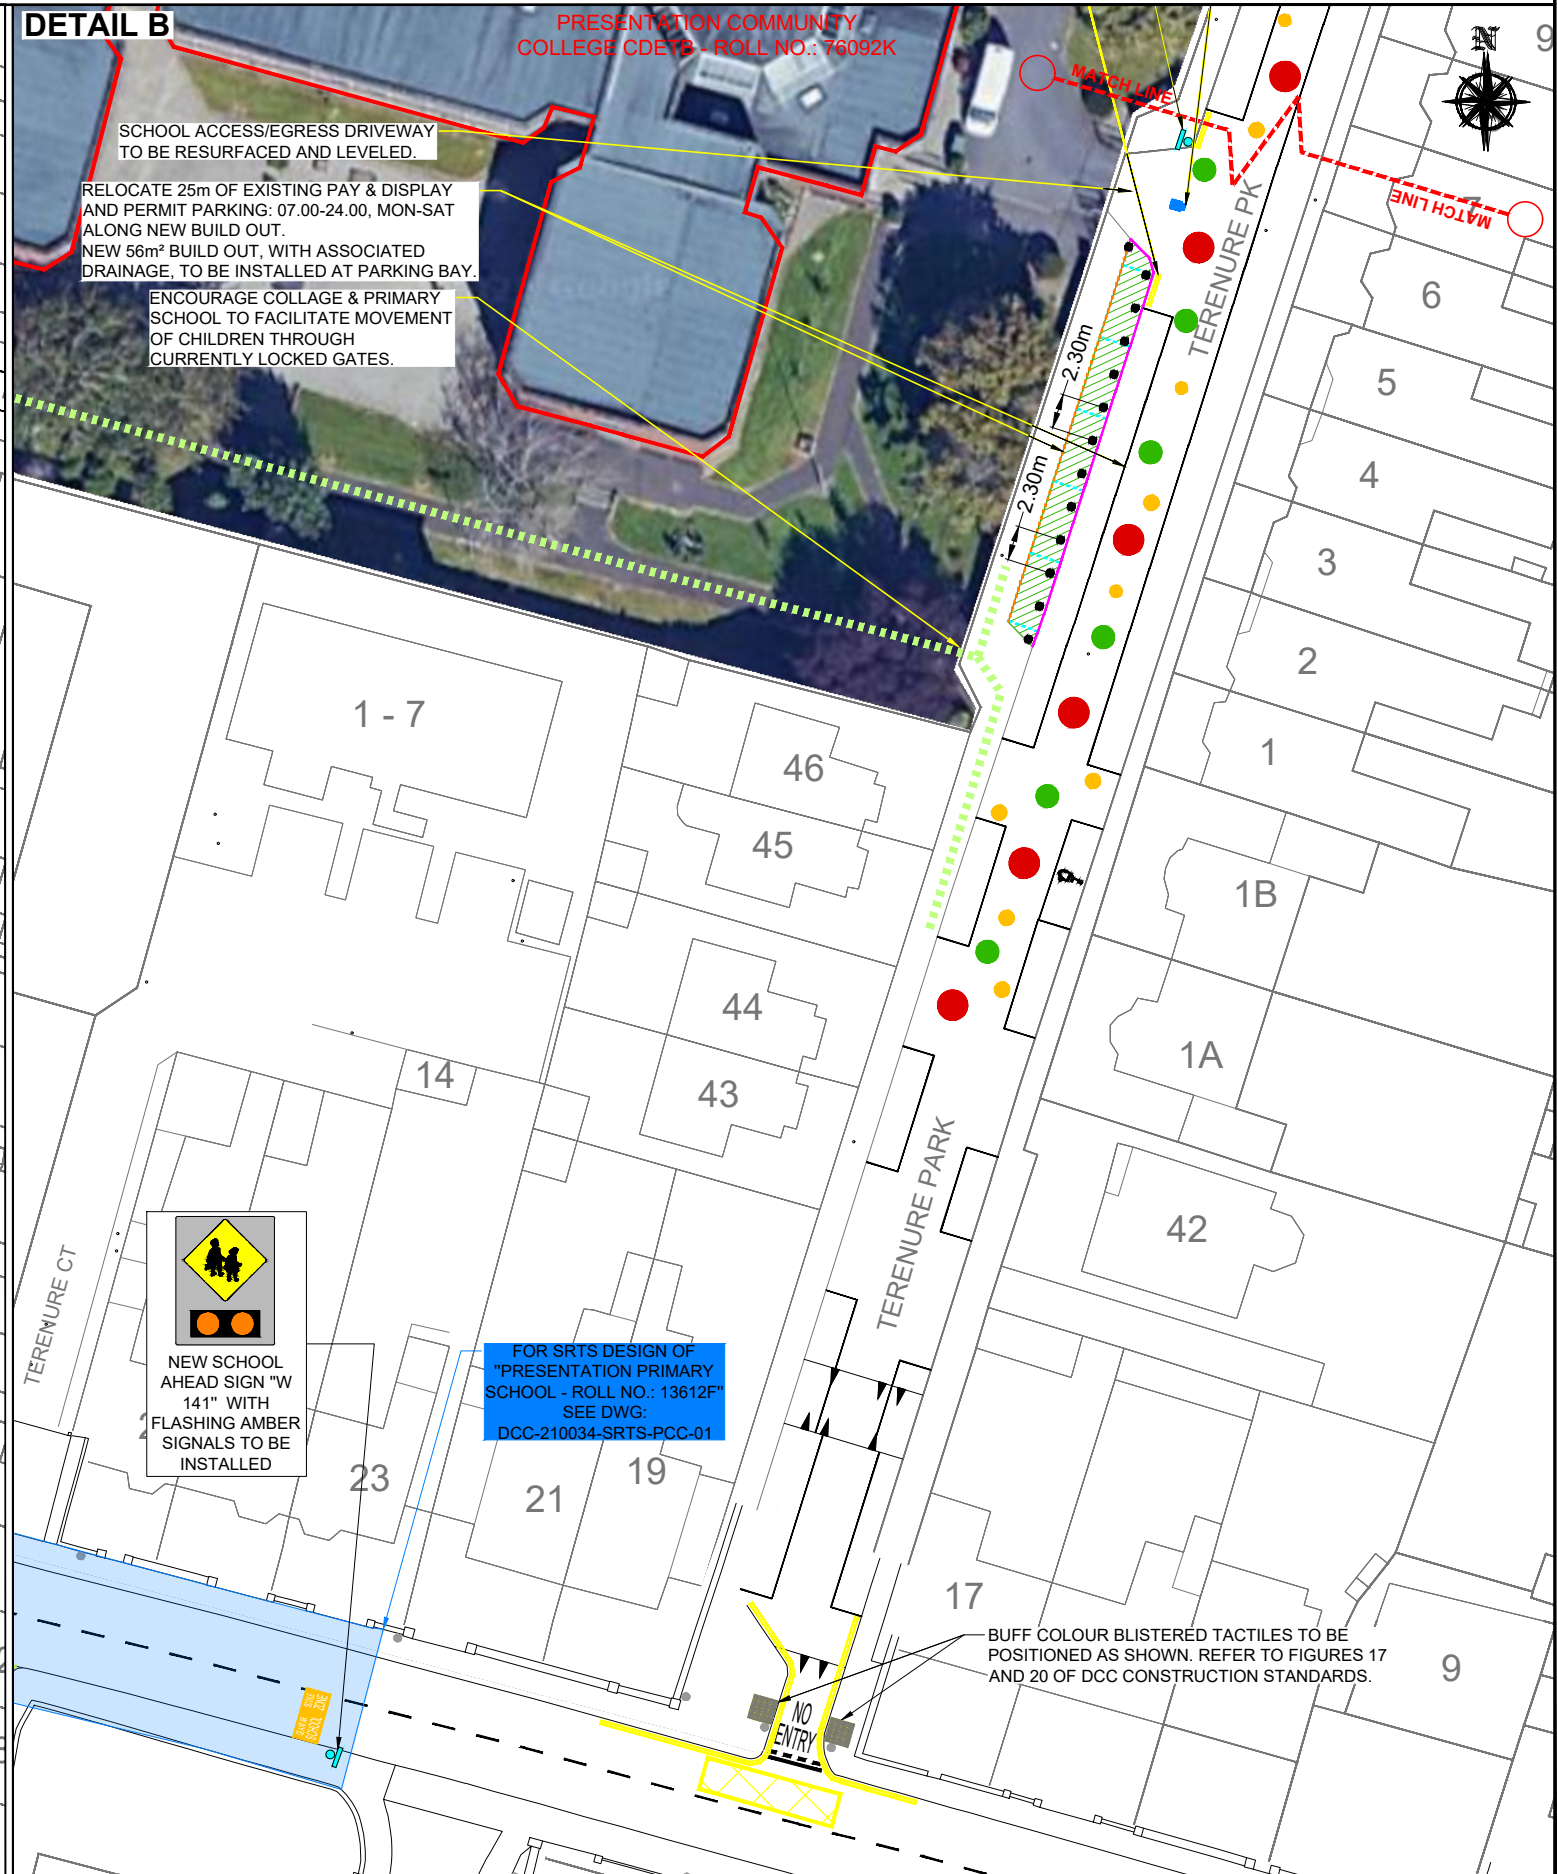 DETAIL B
PRESENTATION COMMUNITY
COLLEGE CDETB - ROLL NO.: 76092K
N
9
MATCH LINE
MATCH LINE
SCHOOL ACCESS/EGRESS DRIVEWAY
TO BE RESURFACED AND LEVELED.
RELOCATE 25m OF EXISTING PAY & DISPLAY
AND PERMIT PARKING: 07.00-24.00, MON-SAT
ALONG NEW BUILD OUT.
NEW 56m² BUILD OUT, WITH ASSOCIATED
DRAINAGE, TO BE INSTALLED AT PARKING BAY.
ENCOURAGE COLLAGE & PRIMARY
SCHOOL TO FACILITATE MOVEMENT
OF CHILDREN THROUGH
CURRENTLY LOCKED GATES.
TERENURE PK
7
6
5
4
3
2
1
2.30m
2.30m
1 - 7
46
45
1B
44
43
1A
14
42
TERENURE PARK
TERENURE CT
NEW SCHOOL
AHEAD SIGN "W
141" WITH
FLASHING AMBER
SIGNALS TO BE
INSTALLED
FOR SRTS DESIGN OF
"PRESENTATION PRIMARY
SCHOOL - ROLL NO.: 13612F"
SEE DWG:
DCC-210034-SRTS-PCC-01
23
21
19
17
9
BUFF COLOUR BLISTERED TACTILES TO BE
POSITIONED AS SHOWN. REFER TO FIGURES 17
AND 20 OF DCC CONSTRUCTION STANDARDS.
NO
ENTRY
SCHOOL ZONE